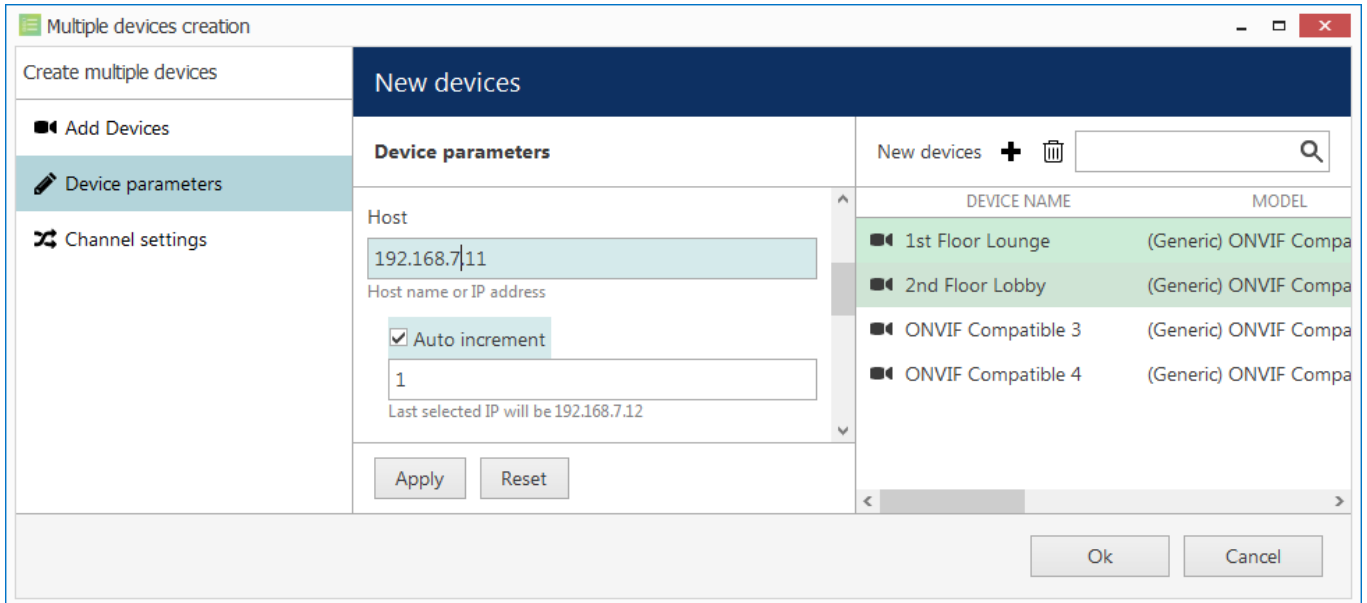 Multiple devices creation
Create multiple devices
Add Devices
Device parameters
Channel settings
New devices
Device parameters
Host
192.168.7.11
Host name or IP address
Auto increment
1
Last selected IP will be 192.168.7.12
Apply Reset
New devices
DEVICE NAME MODEL
1st Floor Lounge (Generic) ONVIF Compa
2nd Floor Lobby (Generic) ONVIF Compa
ONVIF Compatible 3 (Generic) ONVIF Compa
ONVIF Compatible 4 (Generic) ONVIF Compa
Ok Cancel